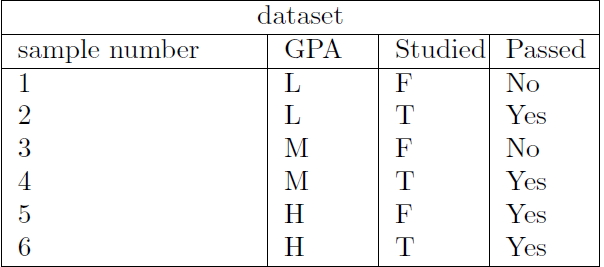 dataset
sample number GPA Studied Passed
1 L F No
2 L T Yes
3 M F No
4 M T Yes
5 H F Yes
6 H T Yes